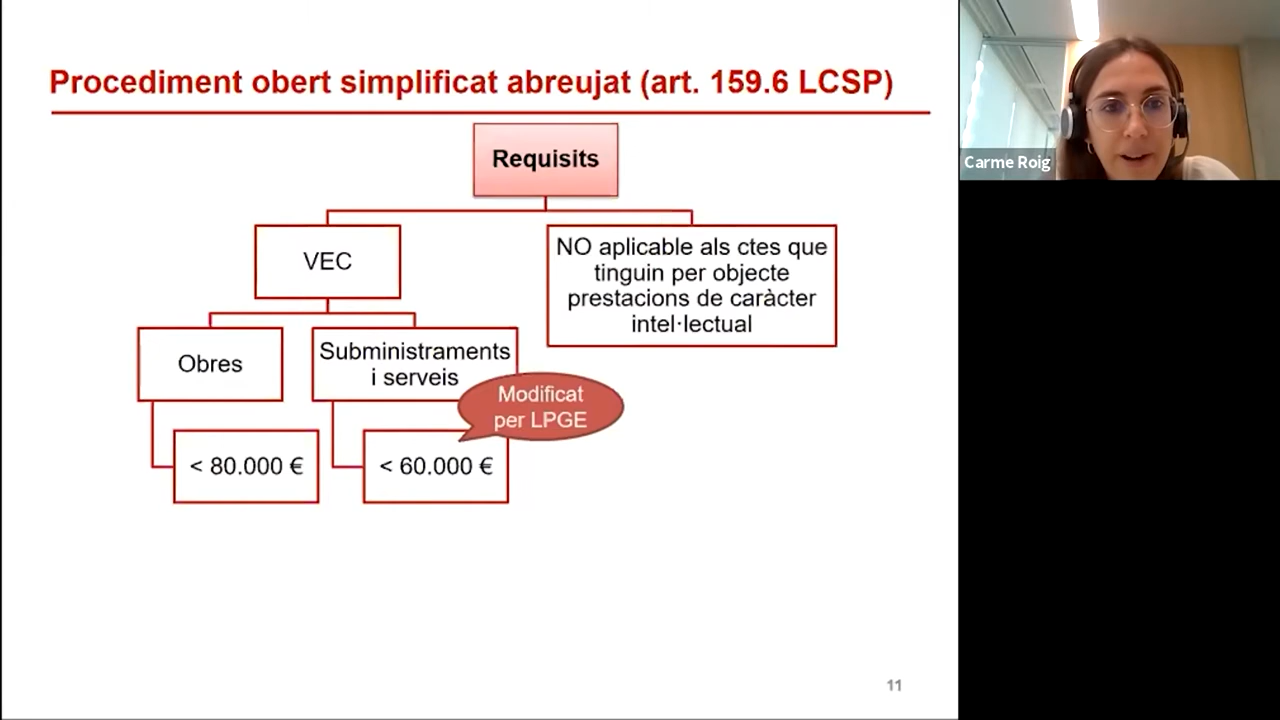 Procediment obert simplificat abreujat (art. 159.6 LCSP)
Requisits
VEC
NO aplicable als ctes que
tinguin per objecte
prestacions de caràcter
intel·lectual
Obres
Subministraments
i serveis
Modificat
per LPGE
< 80.000 €
< 60.000 €
11
Carme Roig